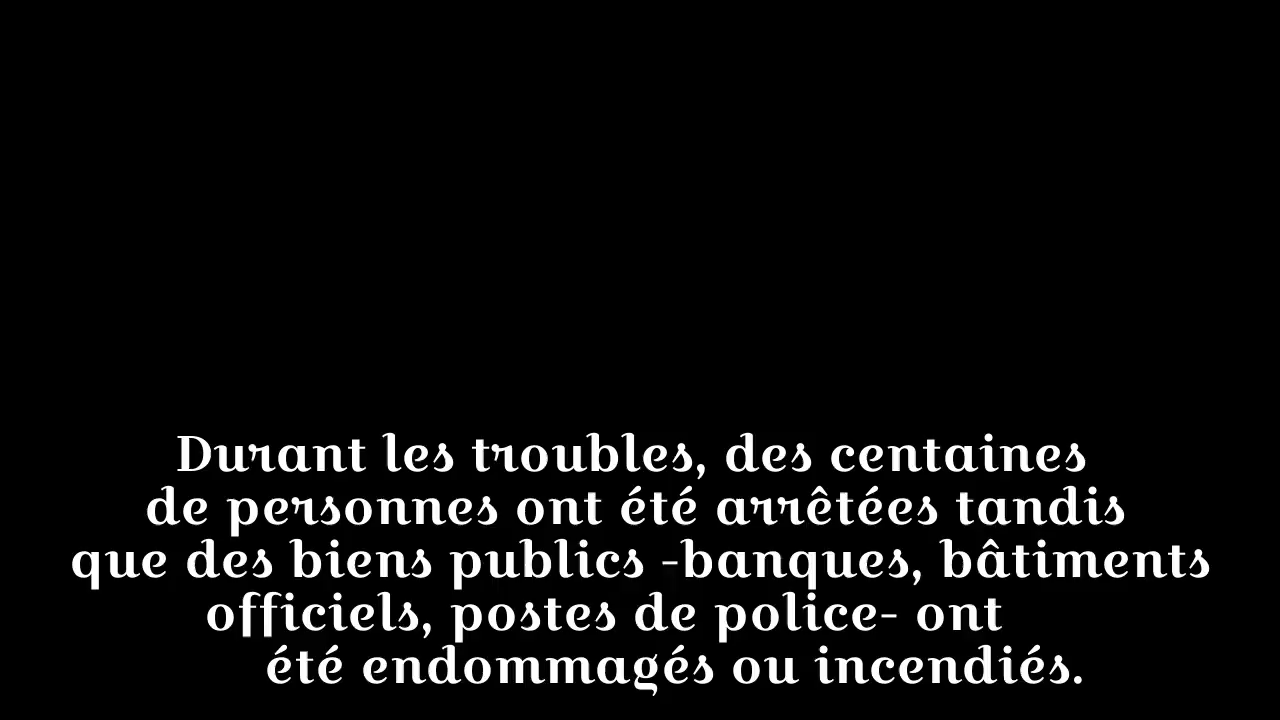 Durant les troubles, des centaines
de personnes ont été arrêtées tandis
que des biens publics -banques, bâtiments
officiels, postes de police- ont
été endommagés ou incendiés.